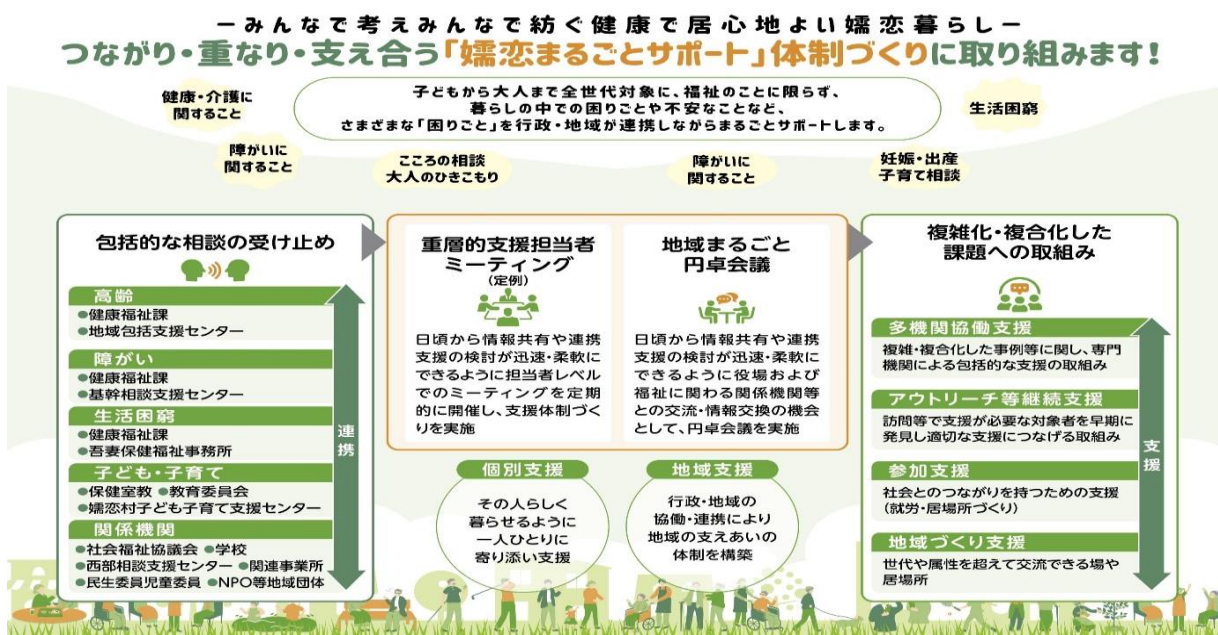 ーみんなで考えみんなで紡ぐ健康で居心地よい嬬恋暮らしー
つながり・重なり・支え合う「嬬恋まるごとサポート」体制づくりに取り組みます!
健康・介護に
関すること
子どもから大人まで全世代対象に、福祉のことに限らず、
暮らしの中での困りごとや不安なことなど、
さまざまな「困りごと」を行政・地域が連携しながらまるごとサポートします。
生活困窮
障がいに
関すること
こころの相談
大人のひきこもり
障がいに
関すること
妊娠・出産
子育て相談
包括的な相談の受け止め
高齢
●健康福祉課
●地域包括支援センター
障がい
●健康福祉課
●基幹相談支援センター
生活困窮
●健康福祉課
●吾妻保健福祉事務所
子ども・子育て
●保健室教 ●教育委員会
●嬬恋村子ども子育て支援センター
関係機関
●社会福祉協議会 ●学校
●西部相談支援センター ●関連事業所
●民生委員児童委員 ●NPO等地域団体
連携
重層的支援担当者
ミーティング
(定例)
日頃から情報共有や連携
支援の検討が迅速・柔軟に
できるように担当者レベル
でのミーティングを定期
的に開催し、支援体制づく
りを実施
地域まるごと
円卓会議
日頃から情報共有や連携
支援の検討が迅速・柔軟に
できるように役場および
福祉に関わる関係機関等
との交流・情報交換の機会
として、円卓会議を実施
個別支援
その人らしく
暮らせるように
一人ひとりに
寄り添い支援
地域支援
行政・地域の
協働・連携により
地域の支えあいの
体制を構築
複雑化・複合化した
課題への取組み
多機関協働支援
複雑・複合化した事例等に関し、専門
機関による包括的な支援の取組み
アウトリーチ等継続支援
訪問等で支援が必要な対象者を早期に
発見し適切な支援につなげる取組み
参加支援
社会とのつながりを持つための支援
(就労・居場所づくり)
地域づくり支援
世代や属性を超えて交流できる場や
居場所
支援